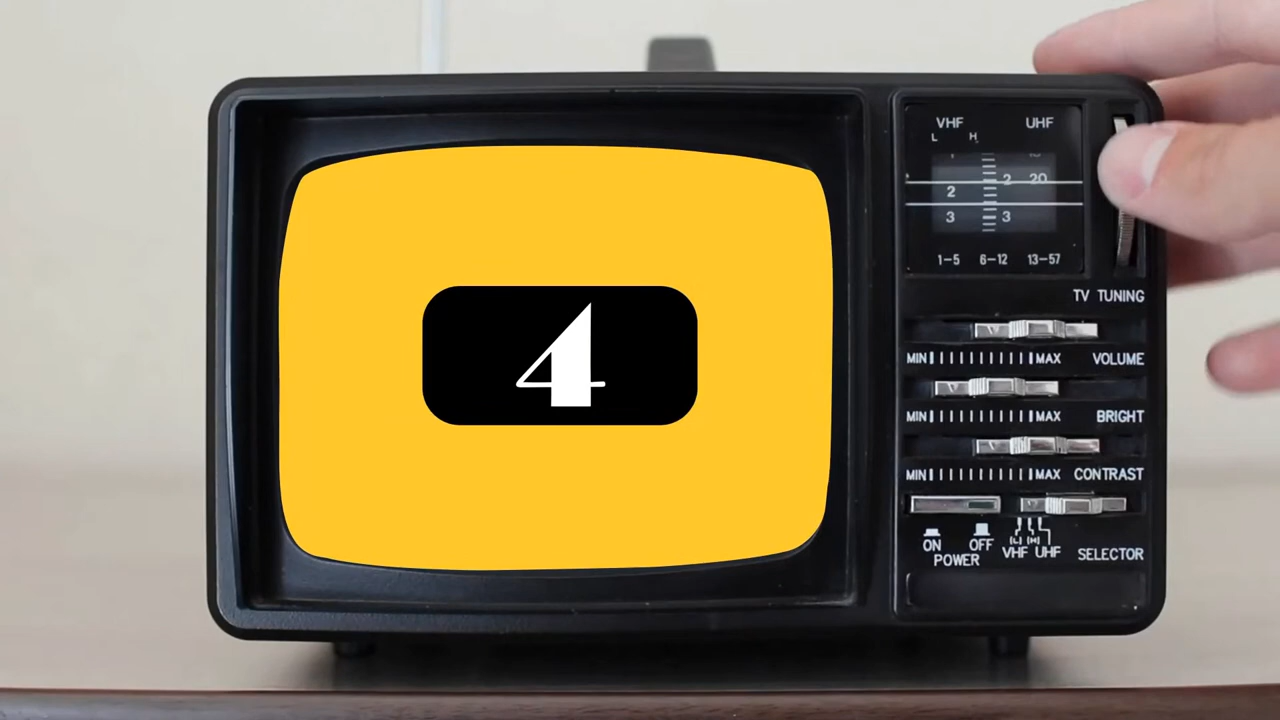 4
VHF UHF
L H
2 20
2
3 3
1-5 6-12 13-57
TV TUNING
MIN MAX VOLUME
MIN MAX BRIGHT
MIN MAX CONTRAST
ON OFF
POWER
(L) (H)
VHF UHF
SELECTOR